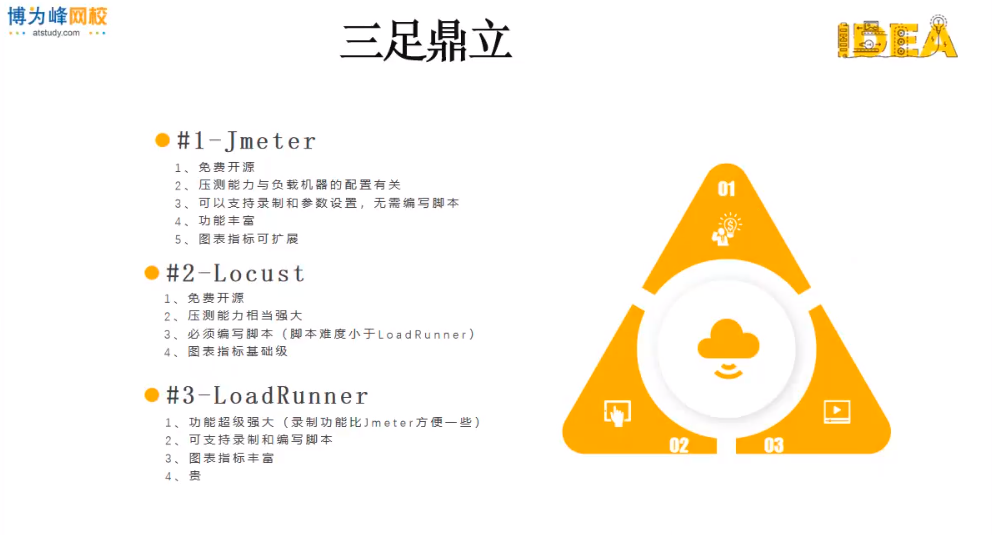 博为峰网校
atstudy.com
三足鼎立
IDEA
#1-Jmeter
1、免费开源
2、压测能力与负载机器的配置有关
3、可以支持录制和参数设置，无需编写脚本
4、功能丰富
5、图表指标可扩展
#2-Locust
1、免费开源
2、压测能力相当强大
3、必须编写脚本（脚本难度小于LoadRunner）
4、图表指标基础级
#3-LoadRunner
1、功能超级强大（录制功能比Jmeter方便一些）
2、可支持录制和编写脚本
3、图表指标丰富
4、贵
01
02
03